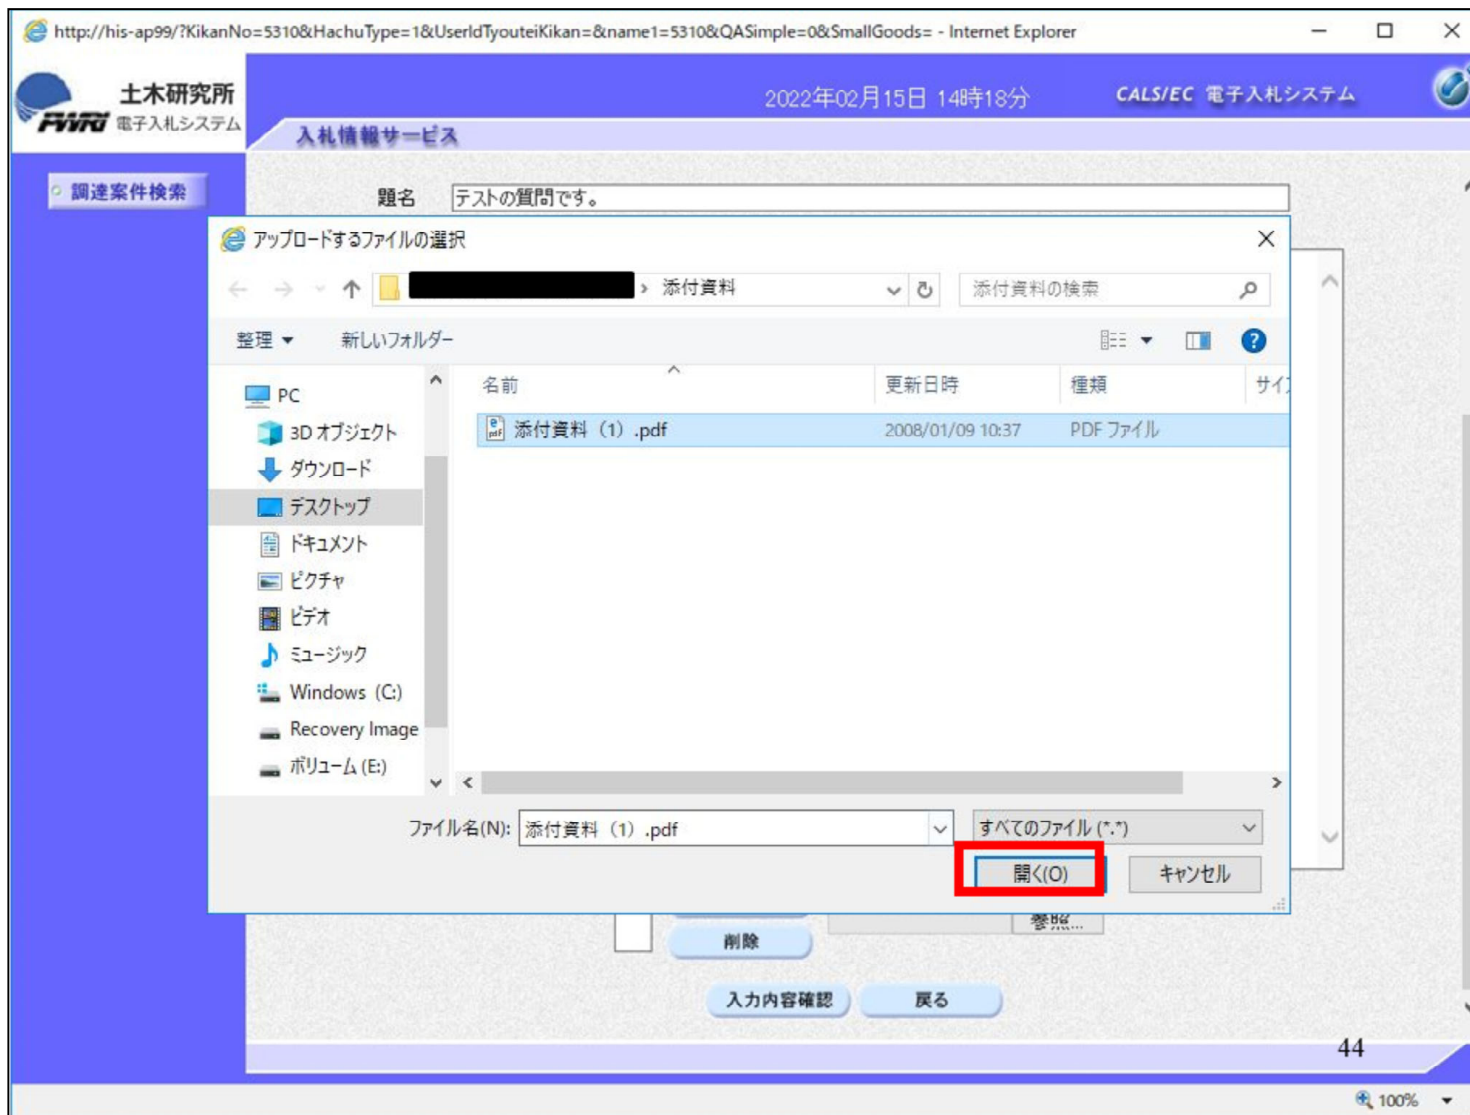 http://his-ap99/?KikanNo=5310&HachuType=1&UserIdTyouteiKikan=&name1=5310&QASimple=0&SmallGoods= - Internet Explorer
土木研究所
PWRI 電子入札システム
2022年02月15日 14時18分
CALS/EC 電子入札システム
入札情報サービス
調達案件検索
題名 テストの質問です。
アップロードするファイルの選択
› 添付資料
添付資料の検索
整理
新しいフォルダー
名前
更新日時
種類
PC
3D オブジェクト
ダウンロード
デスクトップ
ドキュメント
ピクチャ
ビデオ
ミュージック
Windows (C:)
Recovery Image
ボリューム (E:)
添付資料 (1) .pdf
2008/01/09 10:37
PDF ファイル
ファイル名(N): 添付資料 (1) .pdf
すべてのファイル (*.*)
開く(O)
キャンセル
参照...
削除
入力内容確認
戻る
44
100%